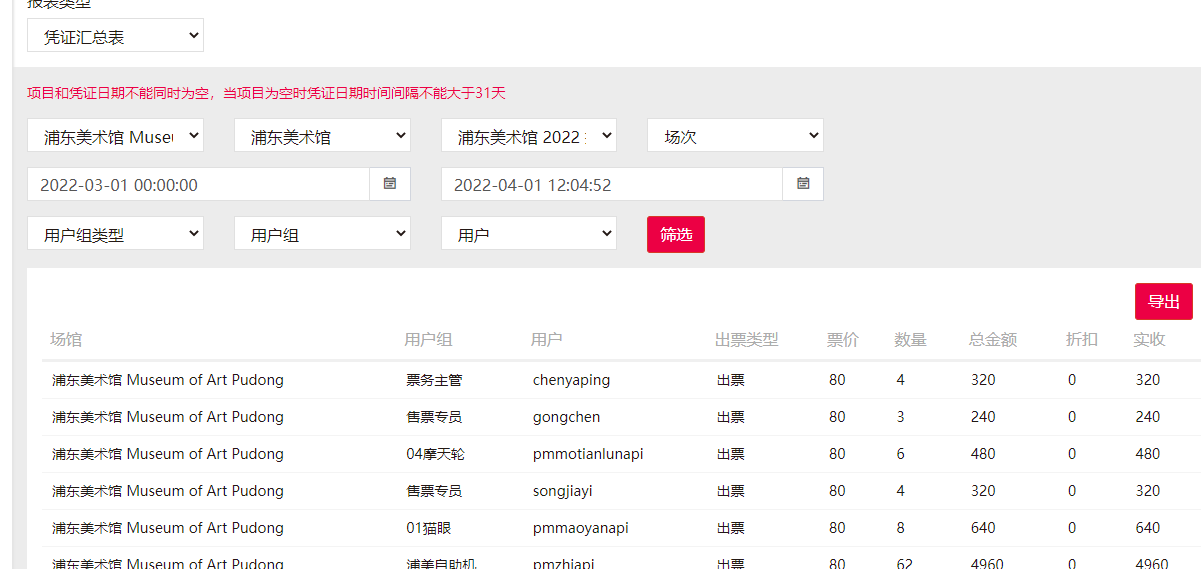 报表类型
凭证汇总表
项目和凭证日期不能同时为空，当项目为空时凭证日期时间间隔不能大于31天
浦东美术馆 Muse 浦东美术馆 浦东美术馆 2022 场次
2022-03-01 00:00:00 2022-04-01 12:04:52
用户组类型 用户组 用户 筛选
导出
场馆 用户组 用户 出票类型 票价 数量 总金额 折扣 实收
浦东美术馆 Museum of Art Pudong 票务主管 chenyaping 出票 80 4 320 0 320
浦东美术馆 Museum of Art Pudong 售票专员 gongchen 出票 80 3 240 0 240
浦东美术馆 Museum of Art Pudong 04摩天轮 pmmotianlunapi 出票 80 6 480 0 480
浦东美术馆 Museum of Art Pudong 售票专员 songjiayi 出票 80 4 320 0 320
浦东美术馆 Museum of Art Pudong 01猫眼 pmmaoyanapi 出票 80 8 640 0 640
浦东美术馆 Museum of Art Pudong 浦美自助机 pmzhiapi 出票 80 62 4960 0 4960